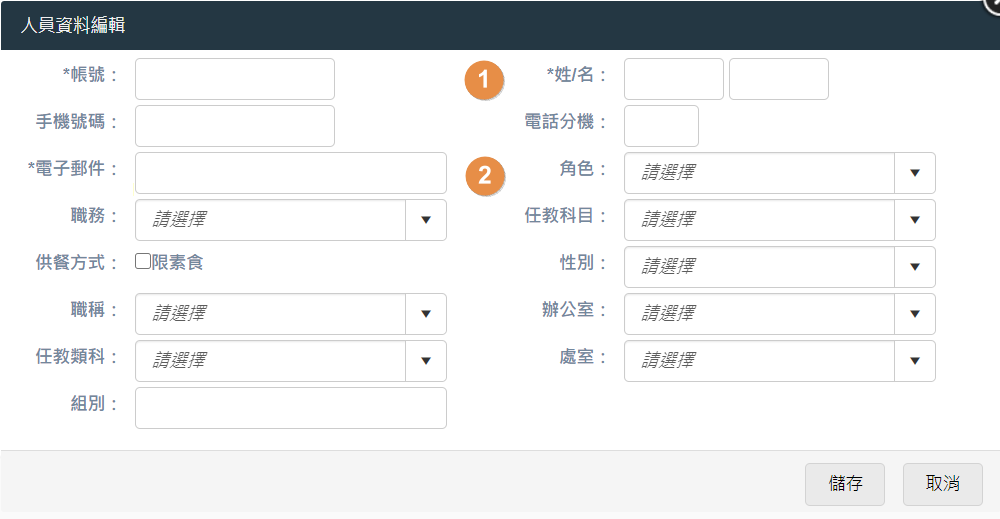 人員資料編輯
*帳號： 1 *姓/名：
手機號碼： 電話分機：
*電子郵件： 2 角色： 請選擇
職務： 請選擇 任教科目： 請選擇
供餐方式： 限素食 性別： 請選擇
職稱： 請選擇 辦公室： 請選擇
任教類科： 請選擇 處室： 請選擇
組別：
儲存 取消